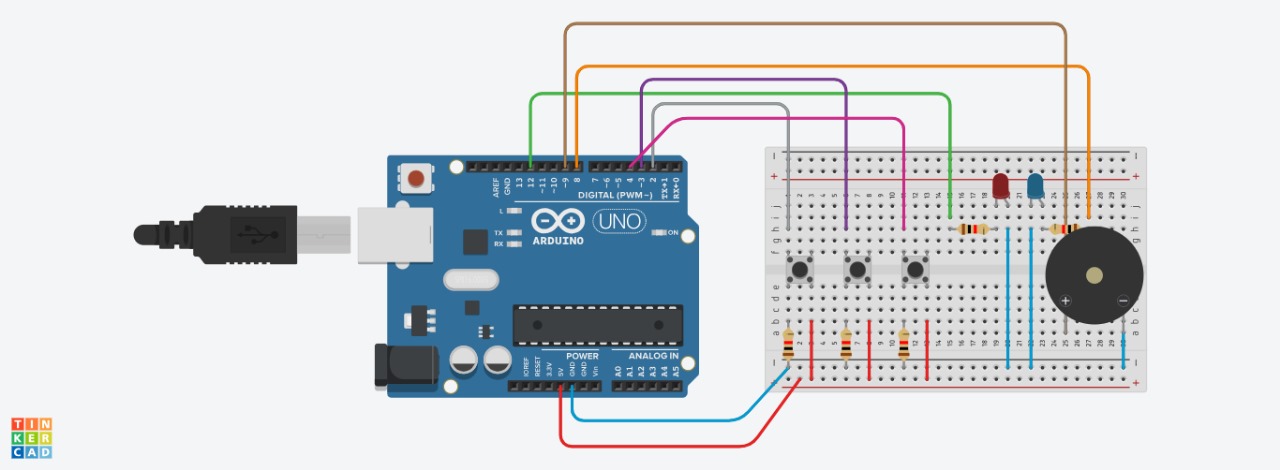 AREF
GND
13
12
~11
~10
~9
8
7
~6
~5
4
~3
2
TX→1
RX←0
DIGITAL (PWM~)
L
TX
RX
ARDUINO
UNO
ON
POWER
ANALOG IN
IOREF
RESET
3.3V
5V
GND
GND
Vin
A0
A1
A2
A3
A4
A5
j
i
h
g
f
e
d
c
b
a
+
−
TIN
KER
CAD